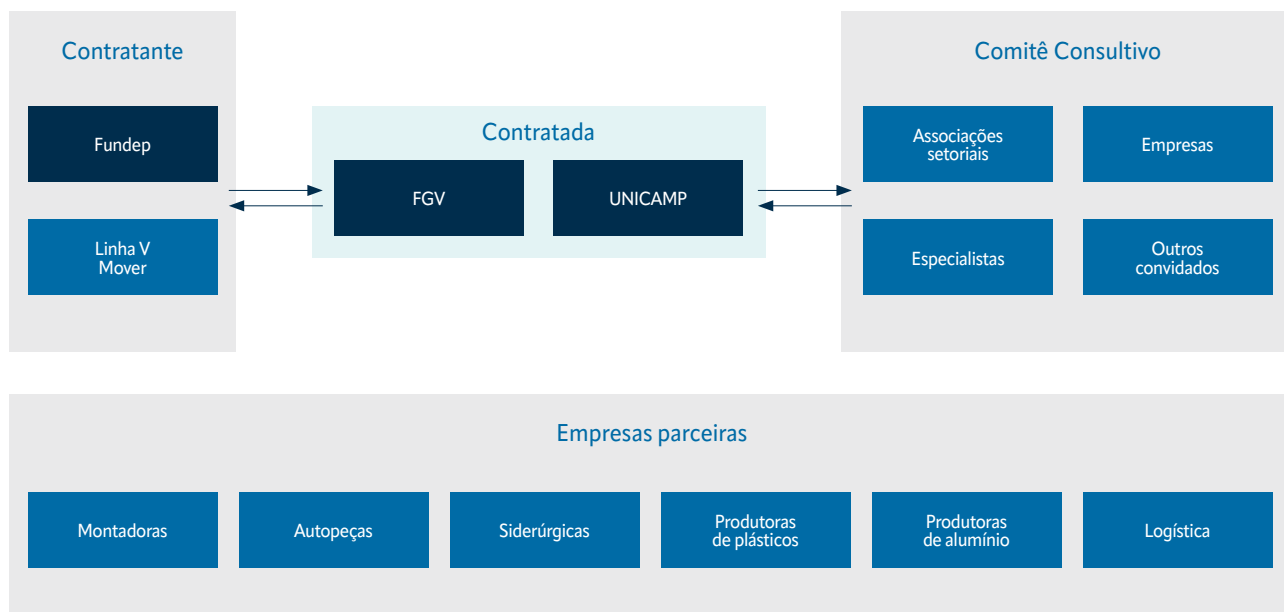 Contratante
Fundep
Linha V
Mover
Contratada
FGV
UNICAMP
Comitê Consultivo
Associações
setoriais
Empresas
Especialistas
Outros
convidados
Empresas parceiras
Montadoras
Autopeças
Siderúrgicas
Produtoras
de plásticos
Produtoras
de alumínio
Logística